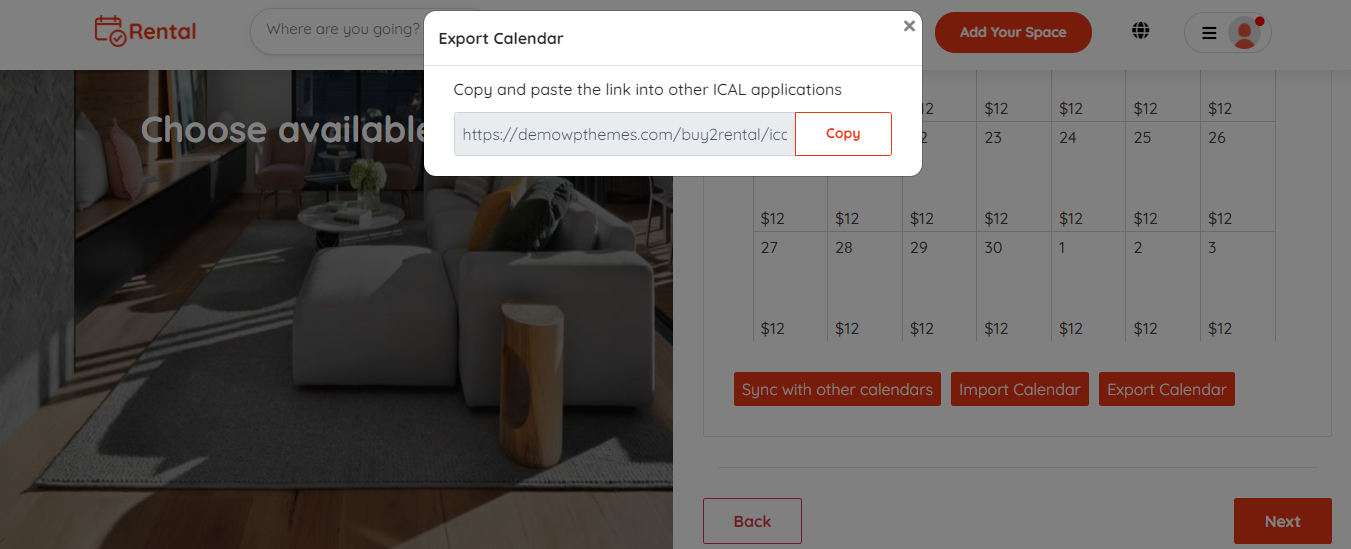 Rental
Where are you going?
Add Your Space
Export Calendar
×
Copy and paste the link into other ICAL applications
https://demowpthemes.com/buy2rental/icc
Copy
Choose available
12 $12 $12 $12 $12
2 23 24 25 26
$12 $12 $12 $12 $12 $12 $12
27 28 29 30 1 2 3
$12 $12 $12 $12 $12 $12 $12
Sync with other calendars Import Calendar Export Calendar
Back Next